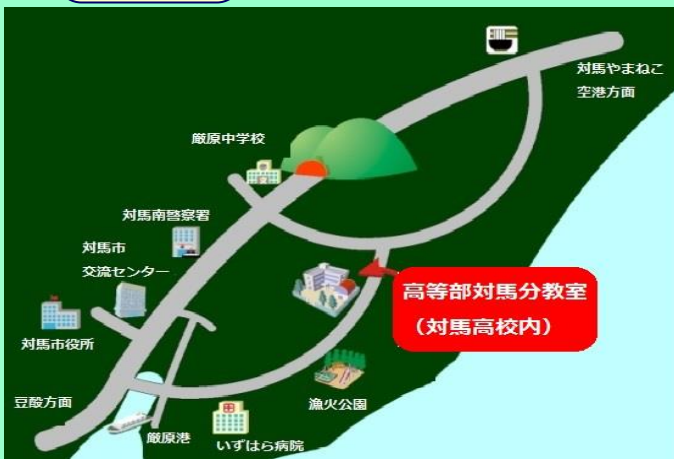 対馬やまねこ
空港方面
厳原中学校
対馬南警察署
対馬市
交流センター
高等部対馬分教室
（対馬高校内）
対馬市役所
豆酘方面
漁火公園
厳原港
いずはら病院